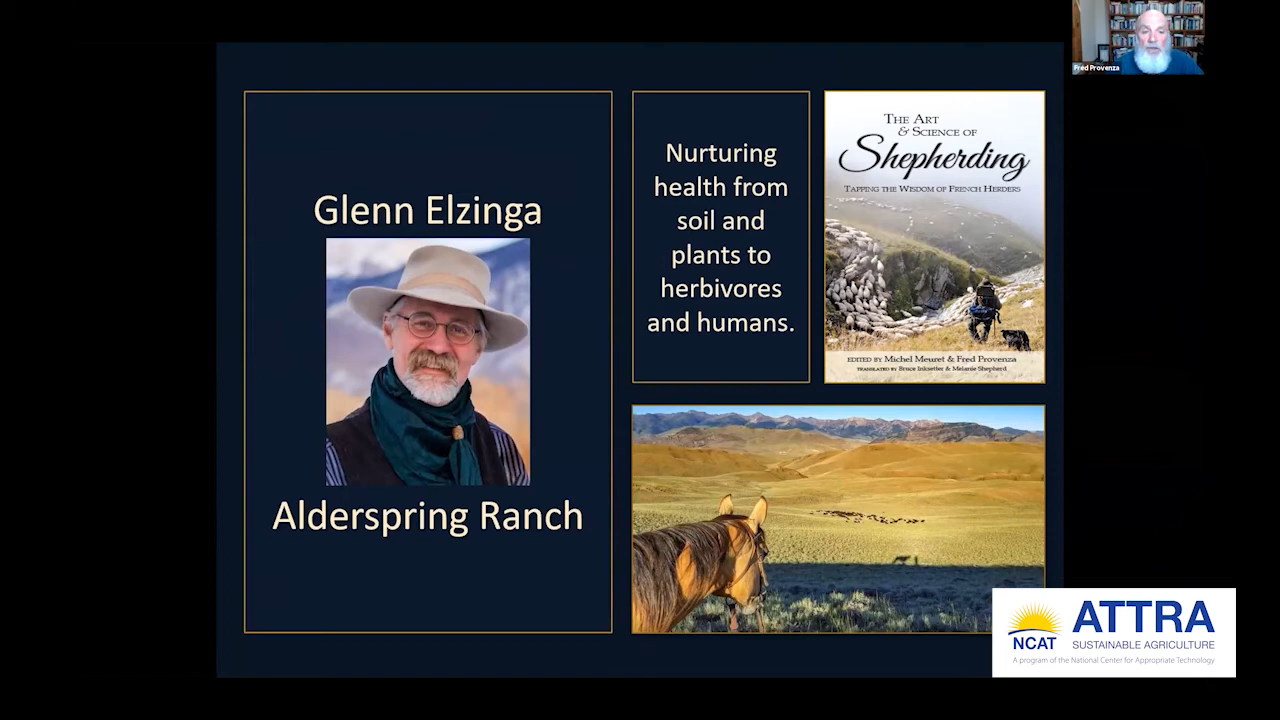 Fred Provenza
Glenn Elzinga
Alderspring Ranch
Nurturing
health from
soil and
plants to
herbivores
and humans.
THE ART
& SCIENCE OF
Shepherding
TAPPING THE WISDOM OF FRENCH HERDERS
EDITED BY Michel Meuret & Fred Provenza
TRANSLATED BY Bruce Inksetter & Melanie Shepherd
NCAT
ATTRA
SUSTAINABLE AGRICULTURE
A program of the National Center for Appropriate Technology